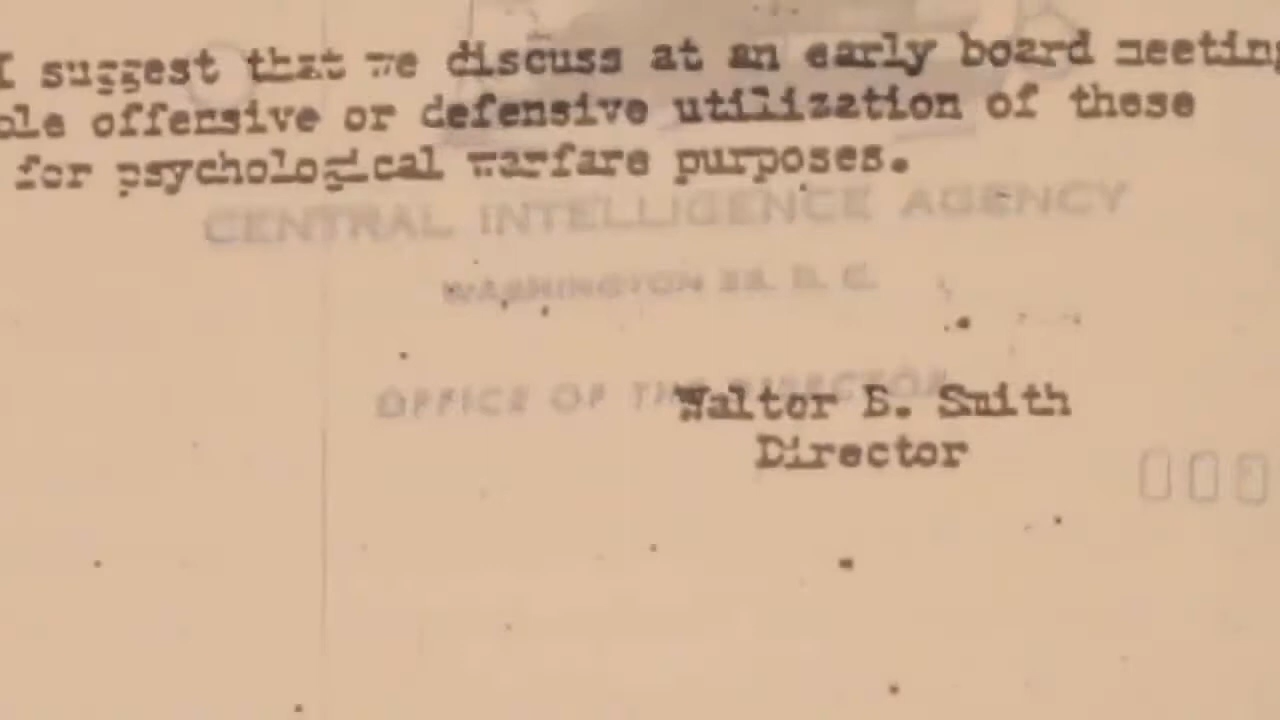 I suggest that we discuss at an early board meeting
ole offensive or defensive utilization of these
for psychological warfare purposes.
CENTRAL INTELLIGENCE AGENCY
WASHINGTON 25, D. C.
OFFICE OF THE DIRECTOR
Walter B. Smith
Director